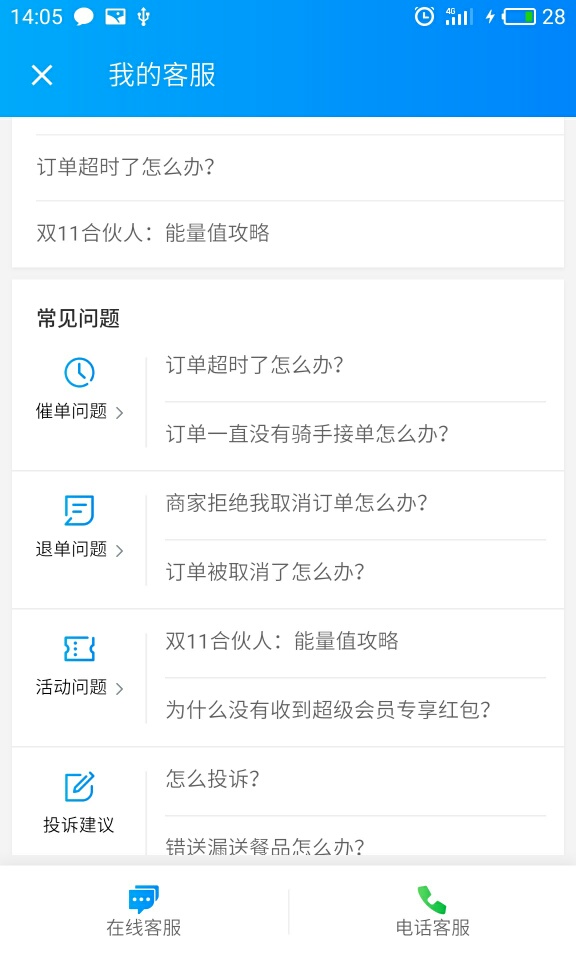 14:05
4G
28
我的客服
订单超时了怎么办?
双11合伙人：能量值攻略
常见问题
催单问题
订单超时了怎么办?
订单一直没有骑手接单怎么办?
退单问题
商家拒绝我取消订单怎么办?
订单被取消了怎么办?
活动问题
双11合伙人：能量值攻略
为什么没有收到超级会员专享红包?
投诉建议
怎么投诉?
错送漏送餐品怎么办?
在线客服
电话客服